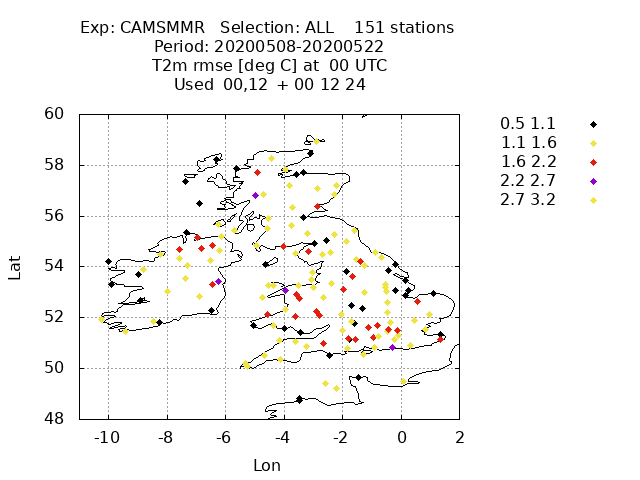 Exp: CAMSMMR   Selection: ALL    151 stations
Period: 20200508-20200522
T2m rmse [deg C] at  00 UTC
Used  00,12  + 00 12 24
60
58
56
54
52
50
48
Lat
-10 -8 -6 -4 -2 0 2
Lon
0.5 1.1
1.1 1.6
1.6 2.2
2.2 2.7
2.7 3.2